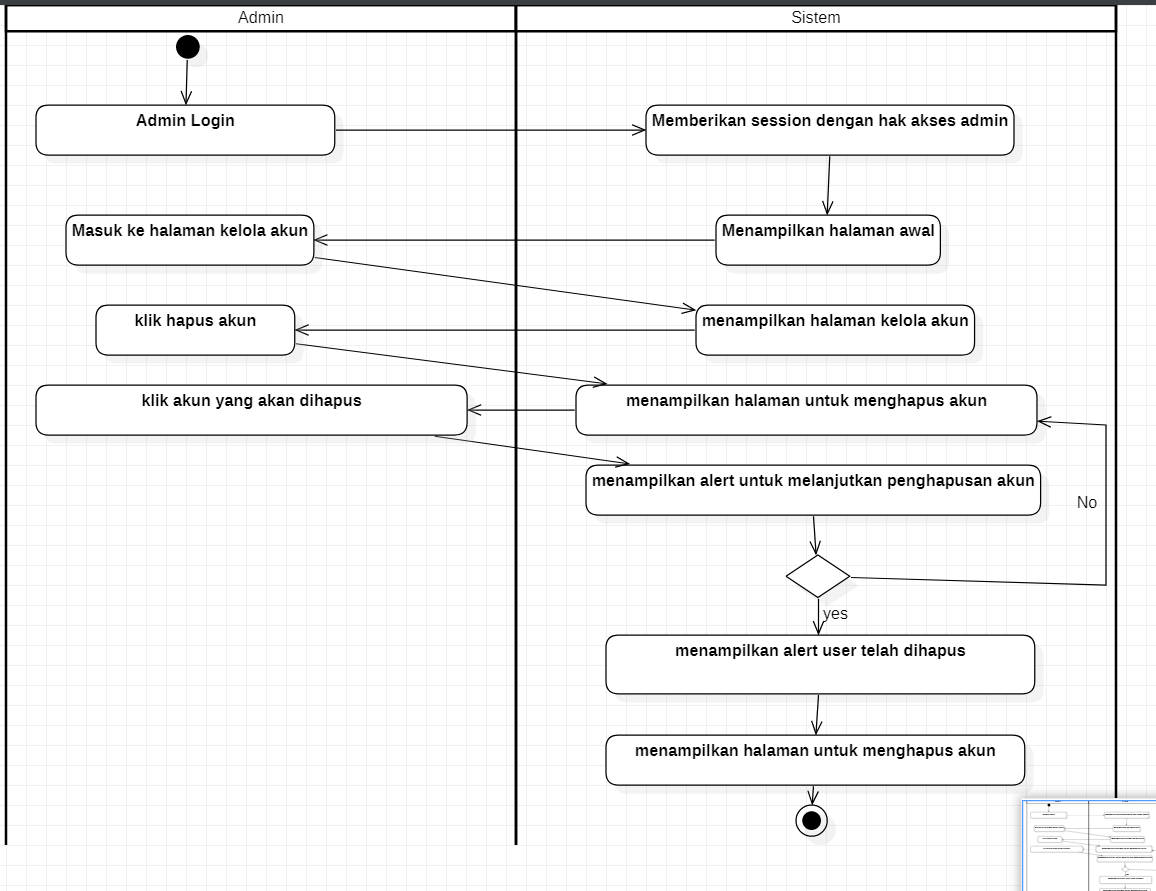 Admin
Sistem
Admin Login
Memberikan session dengan hak akses admin
Masuk ke halaman kelola akun
Menampilkan halaman awal
klik hapus akun
menampilkan halaman kelola akun
klik akun yang akan dihapus
menampilkan halaman untuk menghapus akun
menampilkan alert untuk melanjutkan penghapusan akun
No
yes
menampilkan alert user telah dihapus
menampilkan halaman untuk menghapus akun